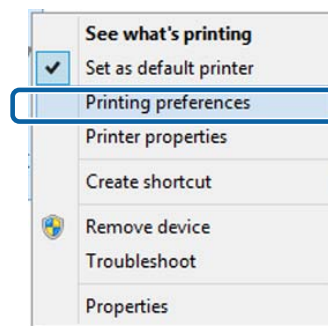 See what's printing
Set as default printer
Printing preferences
Printer properties
Create shortcut
Remove device
Troubleshoot
Properties